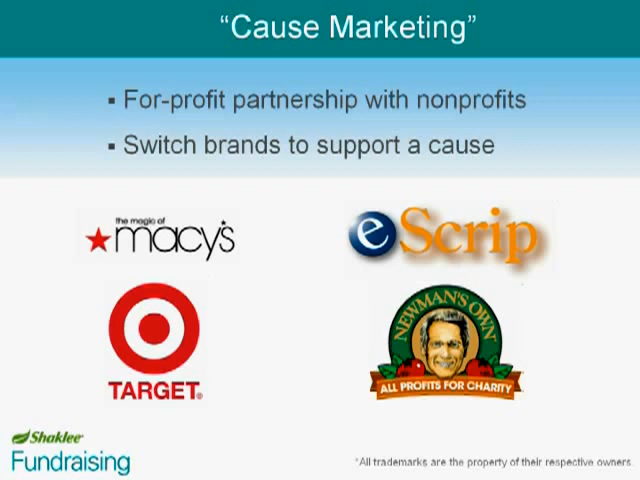 “Cause Marketing”
▪ For-profit partnership with nonprofits
▪ Switch brands to support a cause
the magic of
macy's
eScrip
TARGET®
NEWMAN'S OWN
ALL PROFITS FOR CHARITY
Shaklee
Fundraising
*All trademarks are the property of their respective owners.